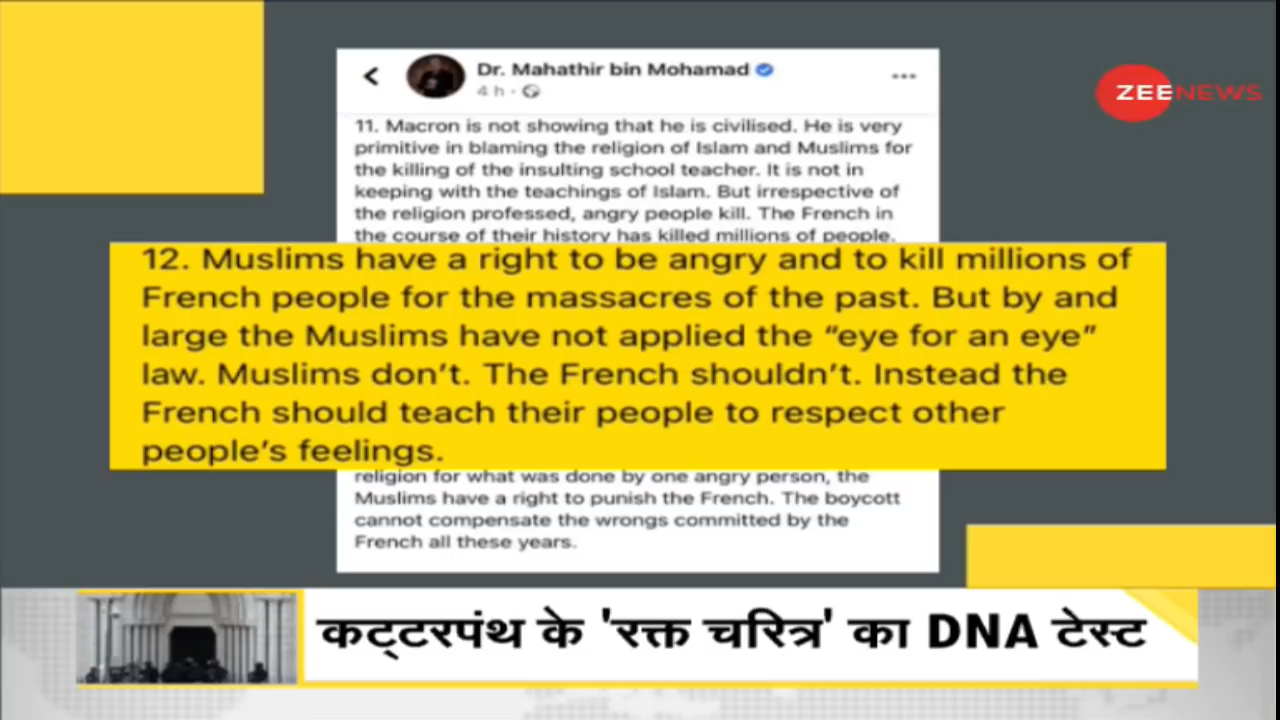 Dr. Mahathir bin Mohamad
4 h ·
ZEENEWS
11. Macron is not showing that he is civilised. He is very
primitive in blaming the religion of Islam and Muslims for
the killing of the insulting school teacher. It is not in
keeping with the teachings of Islam. But irrespective of
the religion professed, angry people kill. The French in
the course of their history has killed millions of people.
12. Muslims have a right to be angry and to kill millions of
French people for the massacres of the past. But by and
large the Muslims have not applied the “eye for an eye”
law. Muslims don’t. The French shouldn’t. Instead the
French should teach their people to respect other
people’s feelings.
religion for what was done by one angry person, the
Muslims have a right to punish the French. The boycott
cannot compensate the wrongs committed by the
French all these years.
कट्टरपंथ के 'रक्त चरित्र' का DNA टेस्ट